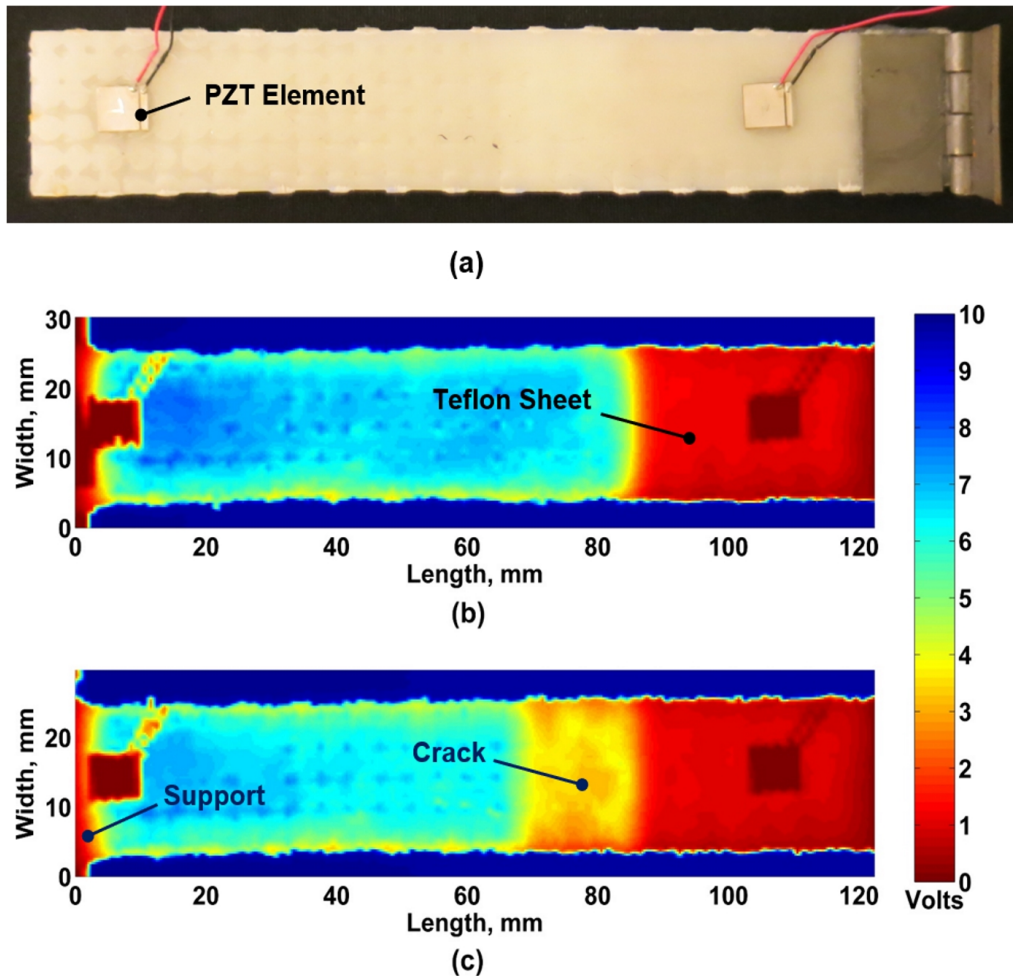 PZT Element
(a)
30
20
10
0
Width, mm
Teflon Sheet
0 20 40 60 80 100 120
Length, mm
(b)
20
10
0
Width, mm
Crack
Support
0 20 40 60 80 100 120
Length, mm
(c)
10
9
8
7
6
5
4
3
2
1
0
Volts